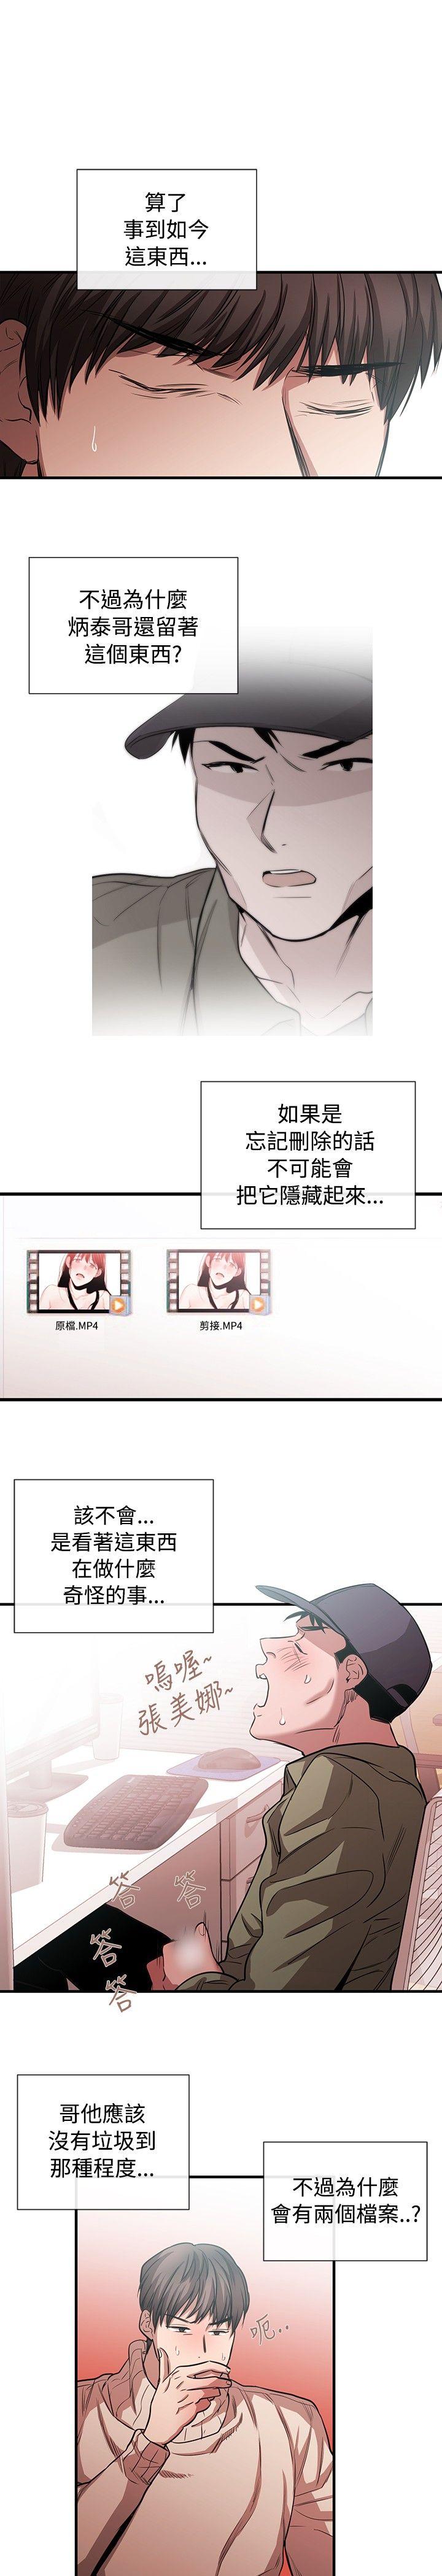 算了
事到如今
這東西...
不過為什麼
炳泰哥還留著
這個東西?
如果是
忘記刪除的話
不可能會
把它隱藏起來...
原檔.MP4
剪接.MP4
該不會...
是看著這東西
在做什麼
奇怪的事...
嗚喔~
張美娜~
答
答
答
答
哥他應該
沒有垃圾到
那種程度...
不過為什麼
會有兩個檔案..?
呃..